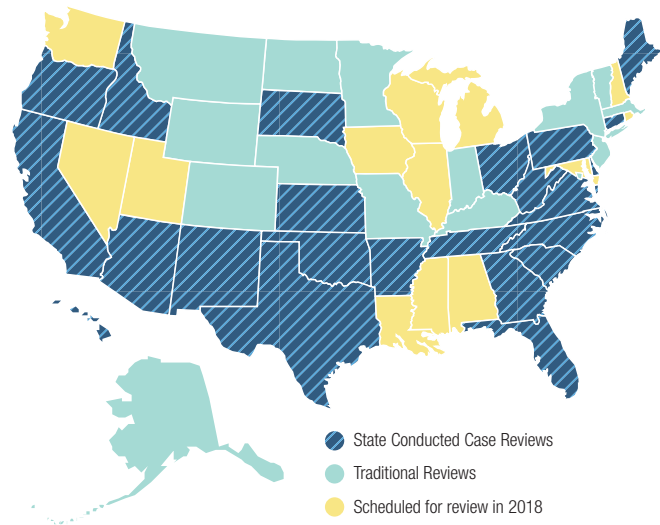 State Conducted Case Reviews
Traditional Reviews
Scheduled for review in 2018